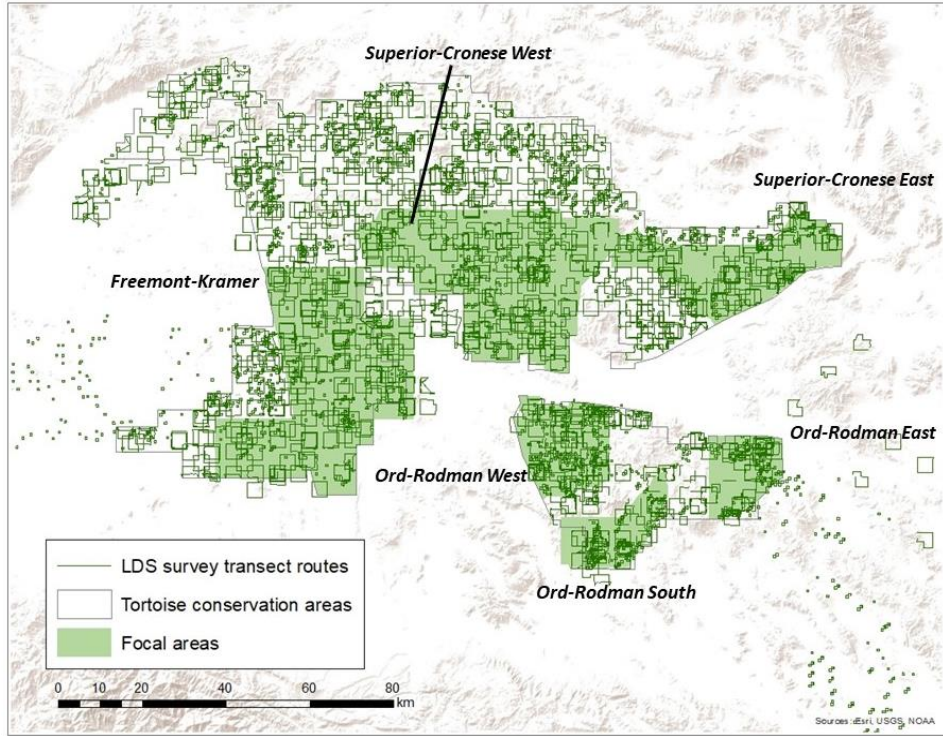 Superior-Cronese West
Superior-Cronese East
Freemont-Kramer
Ord-Rodman East
Ord-Rodman West
Ord-Rodman South
LDS survey transect routes
Tortoise conservation areas
Focal areas
0 10 20 40 60 80
km
Sources: Esri, USGS, NOAA